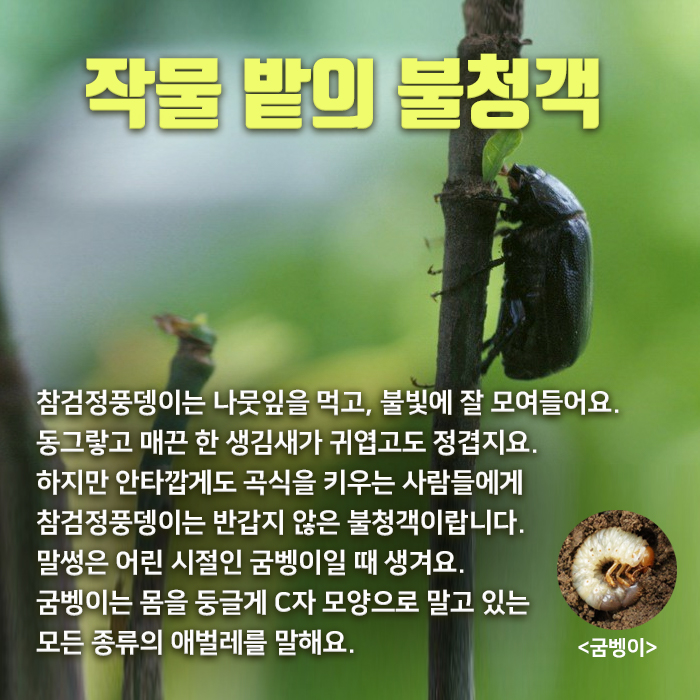 작물 밭의 불청객
참검정풍뎅이는 나뭇잎을 먹고, 불빛에 잘 모여들어요.
동그랗고 매끈 한 생김새가 귀엽고도 정겹지요.
하지만 안타깝게도 곡식을 키우는 사람들에게
참검정풍뎅이는 반갑지 않은 불청객이랍니다.
말썽은 어린 시절인 굼벵이일 때 생겨요.
굼벵이는 몸을 둥글게 C자 모양으로 말고 있는
모든 종류의 애벌레를 말해요.
<굼벵이>